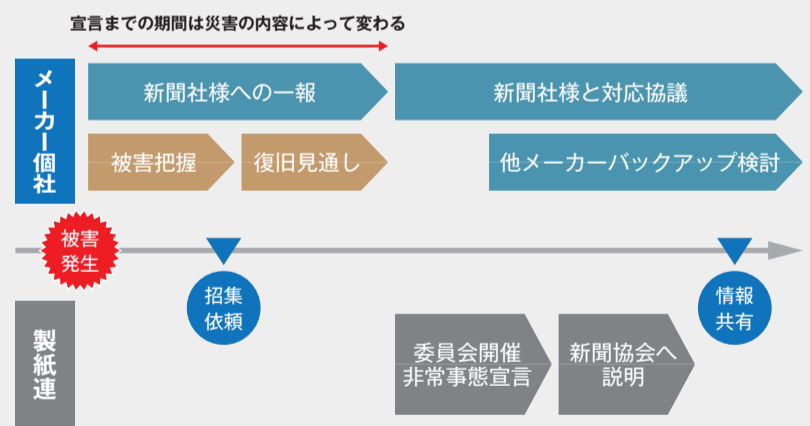 宣言までの期間は災害の内容によって変わる
メーカー個社
新聞社様への一報
新聞社様と対応協議
被害把握
復旧見通し
他メーカーバックアップ検討
被害
発生
招集
依頼
情報
共有
製紙連
委員会開催
非常事態宣言
新聞協会へ
説明